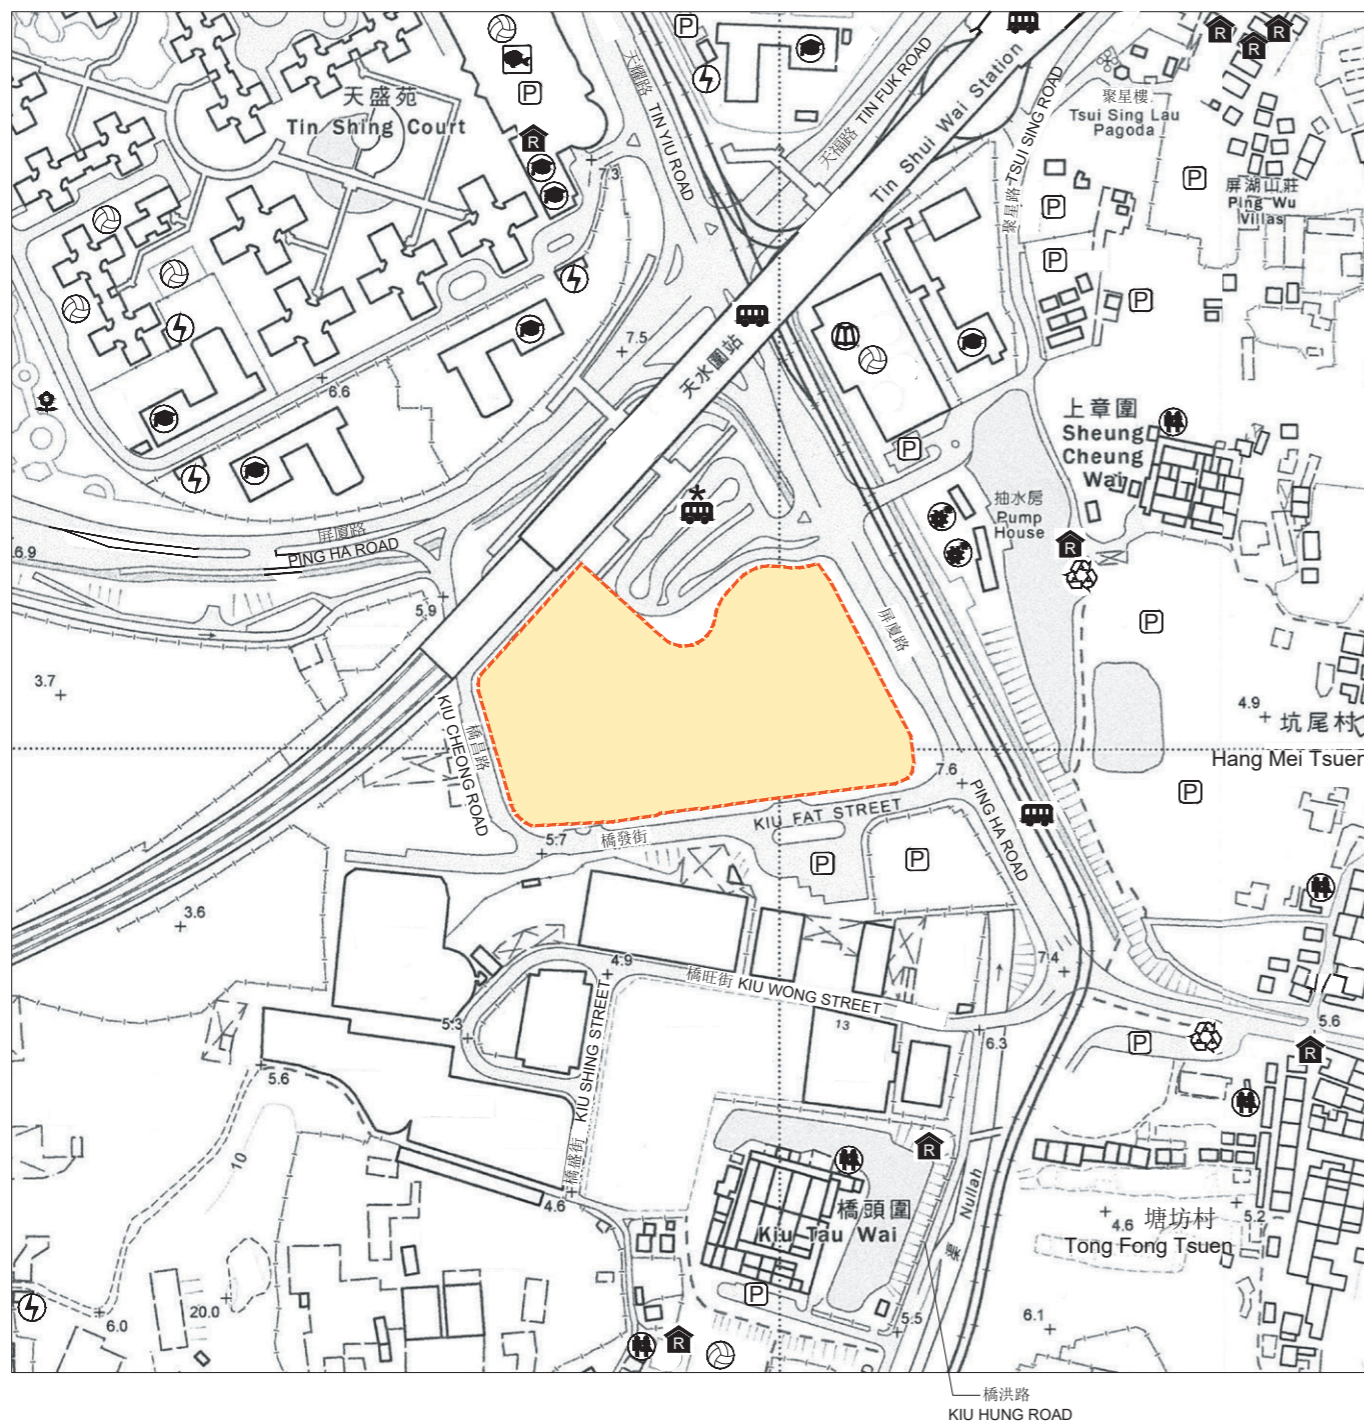 天盛苑
Tin Shing Court
天耀路 TIN YIU ROAD
天福路 TIN FUK ROAD
Tin Shui Wai Station
天水圍站
聚星路 TSUI SING ROAD
聚星樓
Tsui Sing Lau
Pagoda
屏湖山莊
Ping Wu
Villas
P
P
P
P
P
P
R
R
R
R
7.3
7.5
6.6
上章圍
Sheung
Cheung
Wai
P
抽水房
Pump
House
R
屏廈路
PING HA ROAD
6.9
5.9
P
屏廈路
3.7
4.9
坑尾村
Hang Mei Tsuen
橋昌路
KIU CHEONG ROAD
7.6
P
PING HA ROAD
KIU FAT STREET
橋發街
5.7
P
P
3.6
4.9
橋旺街 KIU WONG STREET
7.4
5.3
13
6.3
5.6
P
R
5.6
橋盛街 KIU SHING STREET
10
R
4.6
橋頭圍
Kiu Tau Wai
Nullah
4.6
塘坊村
5.2
Tong Fong Tsuen
P
20.0
6.0
5.5
6.1
R
橋洪路
KIU HUNG ROAD